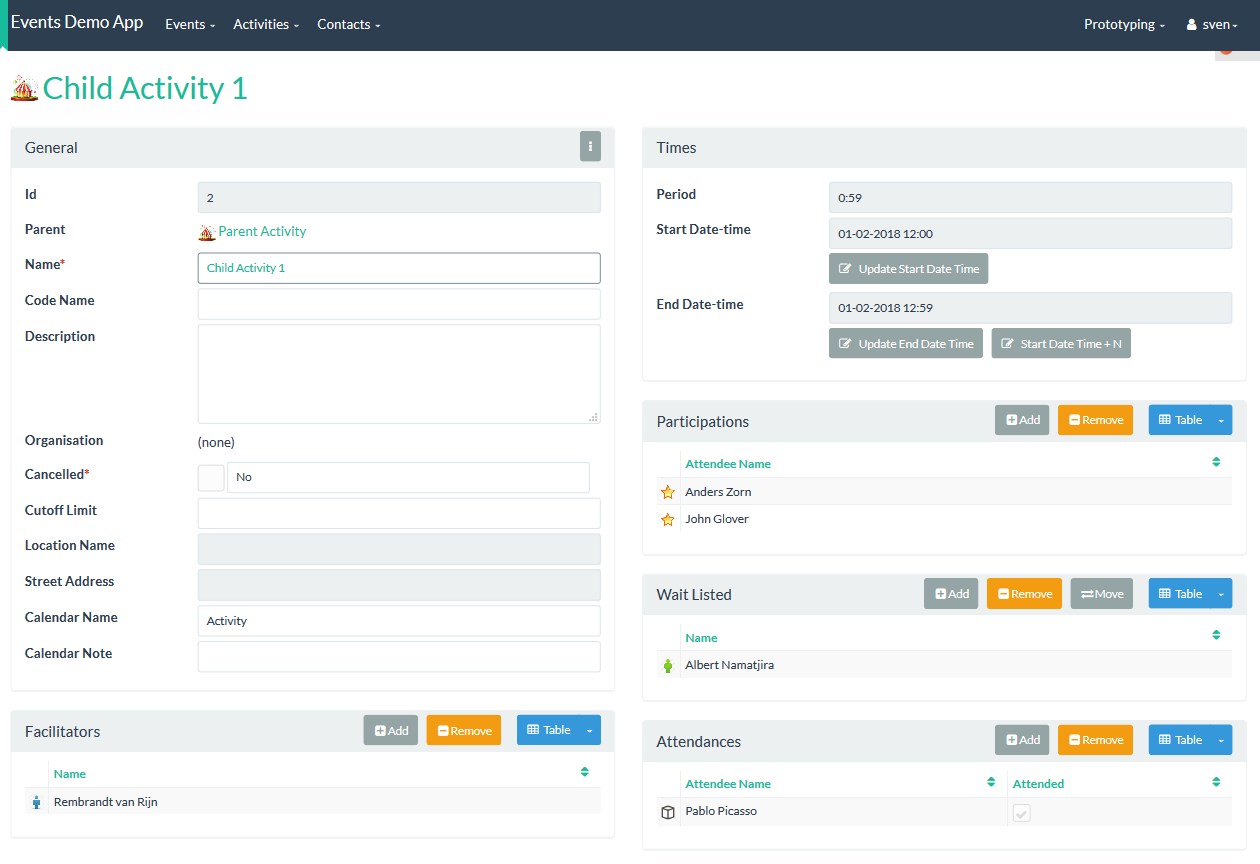 Events Demo App Events Activities Contacts Prototyping sven
Child Activity 1
General
Id 2
Parent Parent Activity
Name* Child Activity 1
Code Name
Description
Organisation (none)
Cancelled* No
Cutoff Limit
Location Name
Street Address
Calendar Name Activity
Calendar Note
Facilitators Add Remove Table
Name
Rembrandt van Rijn
Times
Period 0:59
Start Date-time 01-02-2018 12:00
Update Start Date Time
End Date-time 01-02-2018 12:59
Update End Date Time Start Date Time + N
Participations Add Remove Table
Attendee Name
Anders Zorn
John Glover
Wait Listed Add Remove Move Table
Name
Albert Namatjira
Attendances Add Remove Table
Attendee Name Attended
Pablo Picasso